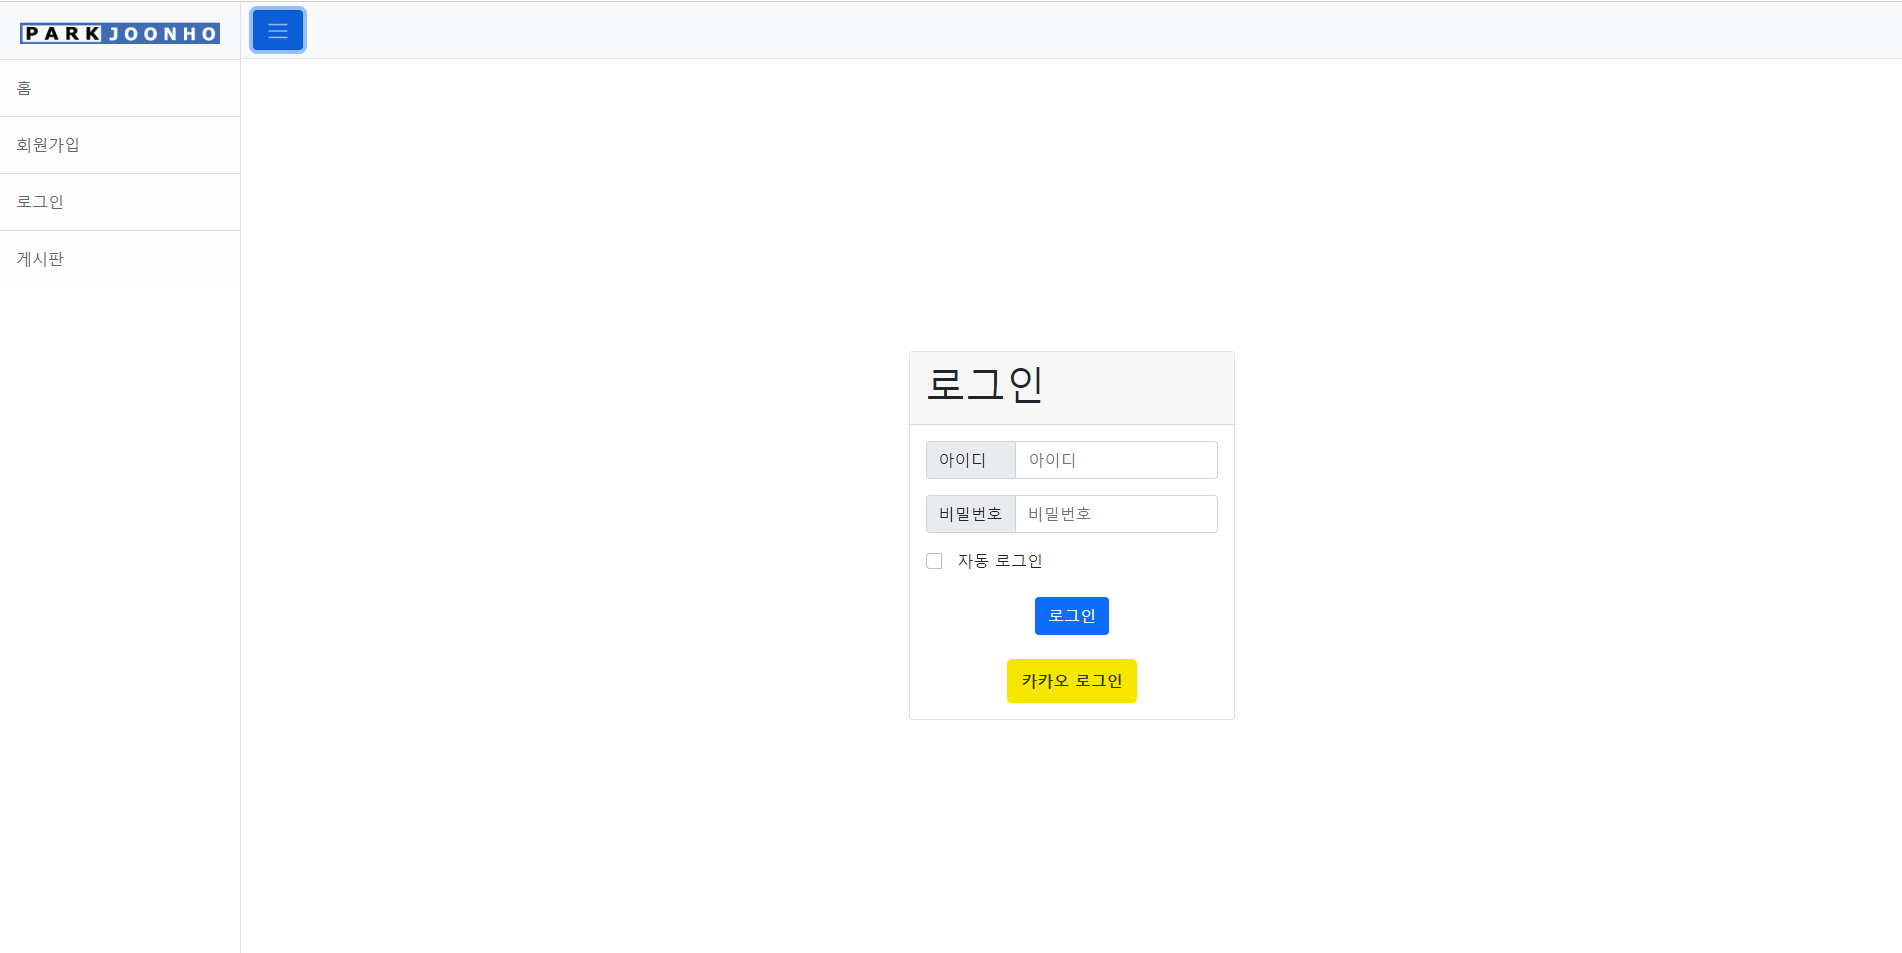 PARK JOONHO
홈
회원가입
로그인
게시판
로그인
아이디 아이디
비밀번호 비밀번호
자동 로그인
로그인
카카오 로그인